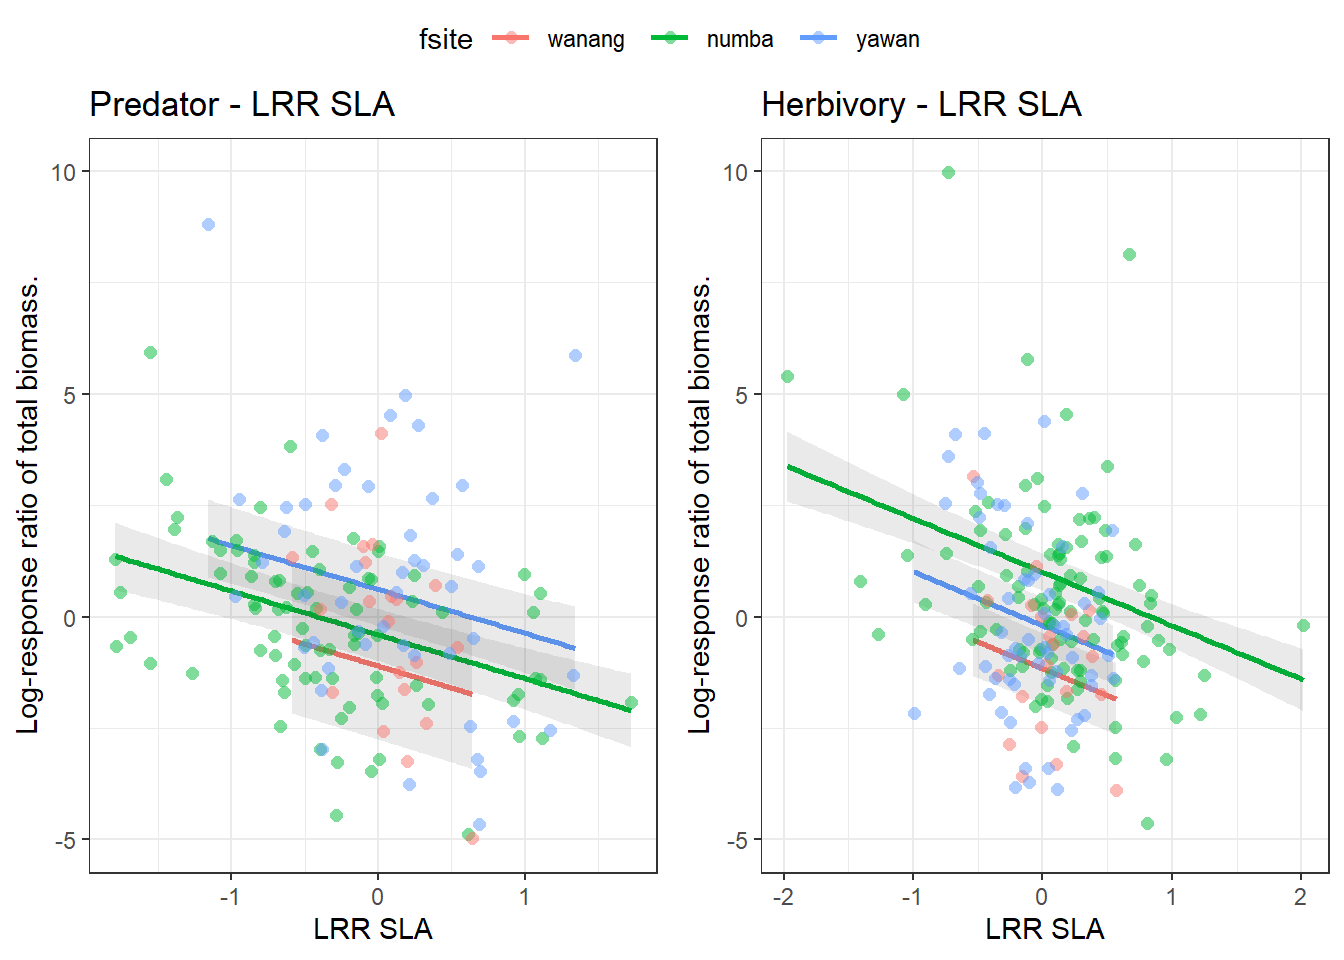 fsite wanang numba yawan
Predator - LRR SLA
10
5
0
-5
-1 0 1
LRR SLA
Log-response ratio of total biomass.
Herbivory - LRR SLA
10
5
0
-5
-2 -1 0 1 2
LRR SLA
Log-response ratio of total biomass.